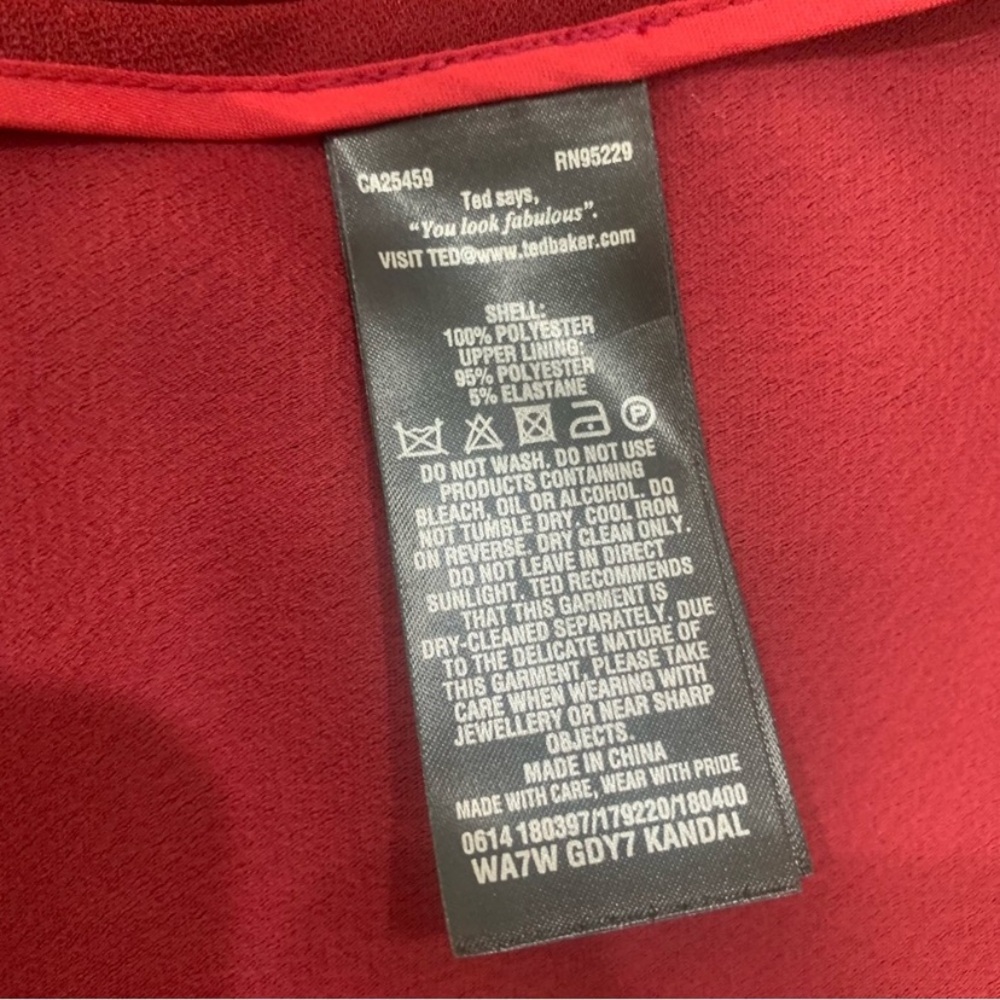 CA25459 RN95229
Ted says,
“You look fabulous”.
VISIT TED@www.tedbaker.com
SHELL:
100% POLYESTER
UPPER LINING:
95% POLYESTER
5% ELASTANE
P
DO NOT WASH. DO NOT USE
PRODUCTS CONTAINING
BLEACH, OIL OR ALCOHOL. DO
NOT TUMBLE DRY. COOL IRON
ON REVERSE. DRY CLEAN ONLY.
DO NOT LEAVE IN DIRECT
SUNLIGHT. TED RECOMMENDS
THAT THIS GARMENT IS
DRY-CLEANED SEPARATELY. DUE
TO THE DELICATE NATURE OF
THIS GARMENT, PLEASE TAKE
CARE WHEN WEARING WITH
JEWELLERY OR NEAR SHARP
OBJECTS.
MADE IN CHINA
MADE WITH CARE, WEAR WITH PRIDE
0614 180397/179220/180400
WA7W GDY7 KANDAL